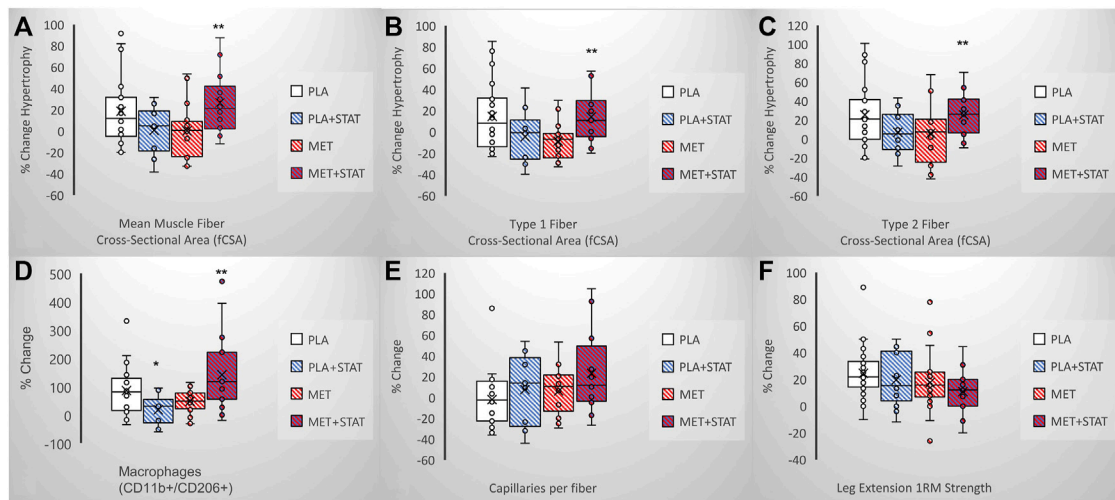 A
% Change Hypertrophy
100
80
60
40
20
0
-20
-40
-60
**
PLA
PLA+STAT
MET
MET+STAT
Mean Muscle Fiber
Cross-Sectional Area (fCSA)
B
% Change Hypertrophy
100
80
60
40
20
0
-20
-40
-60
**
PLA
PLA+STAT
MET
MET+STAT
Type 1 Fiber
Cross-Sectional Area (fCSA)
C
% Change Hypertrophy
120
100
80
60
40
20
0
-20
-40
-60
**
PLA
PLA+STAT
MET
MET+STAT
Type 2 Fiber
Cross-Sectional Area (fCSA)
D
% Change
500
400
300
200
100
0
-100
*
**
PLA
PLA+STAT
MET
MET+STAT
Macrophages
(CD11b+/CD206+)
E
% Change
120
100
80
60
40
20
0
-20
-40
-60
PLA
PLA+STAT
MET
MET+STAT
Capillaries per fiber
F
% Change
100
80
60
40
20
0
-20
-40
PLA
PLA+STAT
MET
MET+STAT
Leg Extension 1RM Strength